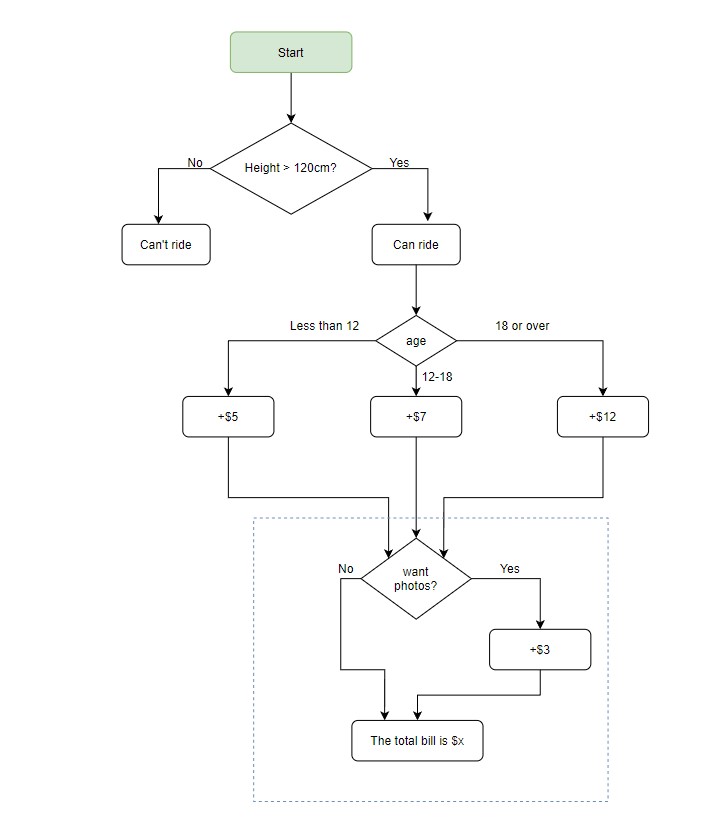 Start
Height > 120cm?
No
Yes
Can't ride
Can ride
Less than 12
age
18 or over
12-18
+$5
+$7
+$12
want
photos?
No
Yes
+$3
The total bill is $x